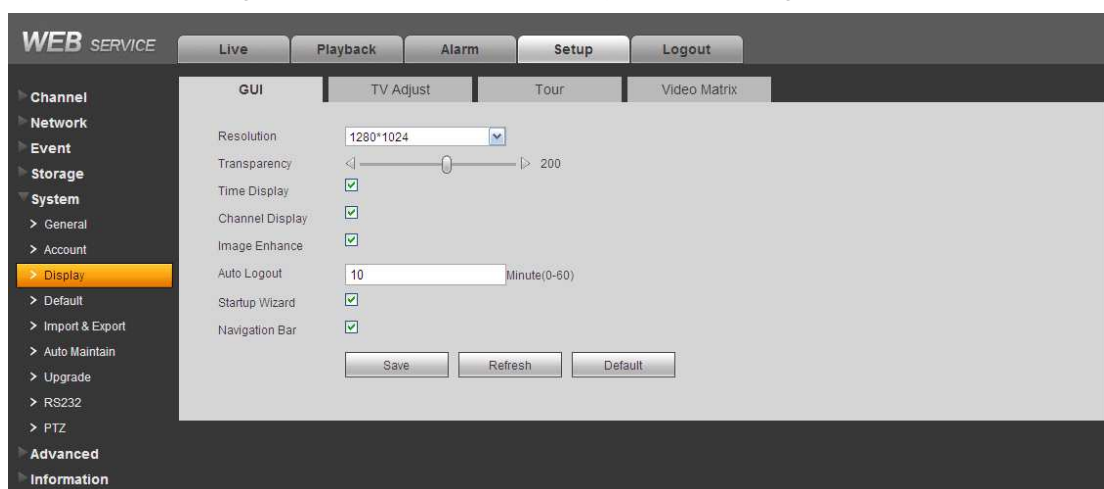 WEB SERVICE
Live Playback Alarm Setup Logout
GUI TV Adjust Tour Video Matrix
Channel
Network
Event
Storage
System
> General
> Account
> Display
> Default
> Import & Export
> Auto Maintain
> Upgrade
> RS232
> PTZ
Advanced
Information
Resolution 1280*1024
Transparency 200
Time Display
Channel Display
Image Enhance
Auto Logout 10 Minute(0-60)
Startup Wizard
Navigation Bar
Save Refresh Default